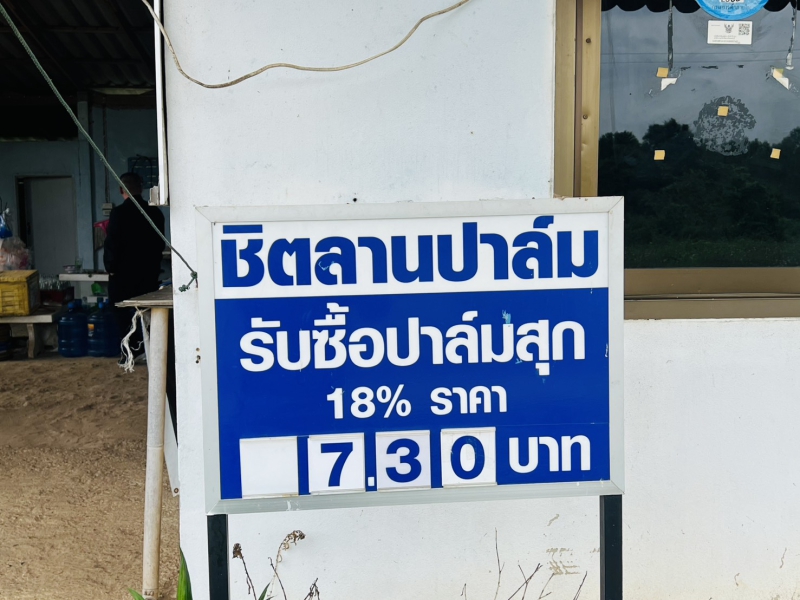 ชิตลานปาล์ม
รับซื้อปาล์มสุก
18% ราคา
7.30 บาท